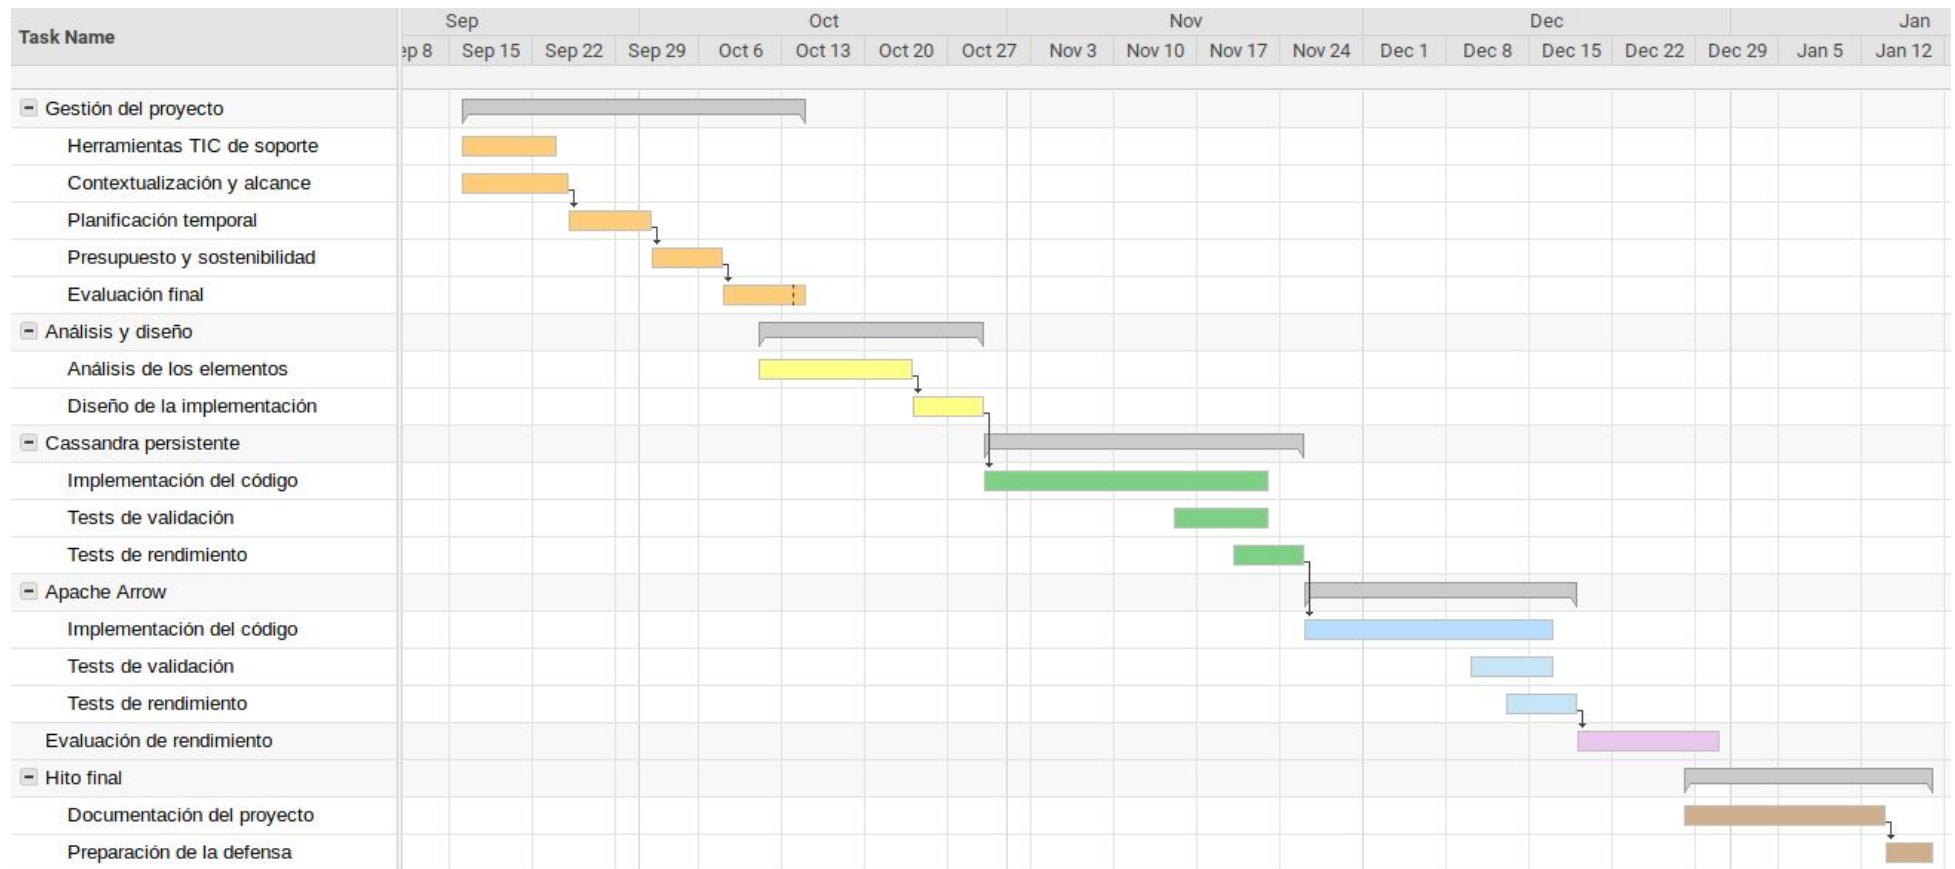 Task Name
Sep Oct Nov Dec Jan
ep 8 Sep 15 Sep 22 Sep 29 Oct 6 Oct 13 Oct 20 Oct 27 Nov 3 Nov 10 Nov 17 Nov 24 Dec 1 Dec 8 Dec 15 Dec 22 Dec 29 Jan 5 Jan 12
Gestión del proyecto
Herramientas TIC de soporte
Contextualización y alcance
Planificación temporal
Presupuesto y sostenibilidad
Evaluación final
Análisis y diseño
Análisis de los elementos
Diseño de la implementación
Cassandra persistente
Implementación del código
Tests de validación
Tests de rendimiento
Apache Arrow
Implementación del código
Tests de validación
Tests de rendimiento
Evaluación de rendimiento
Hito final
Documentación del proyecto
Preparación de la defensa